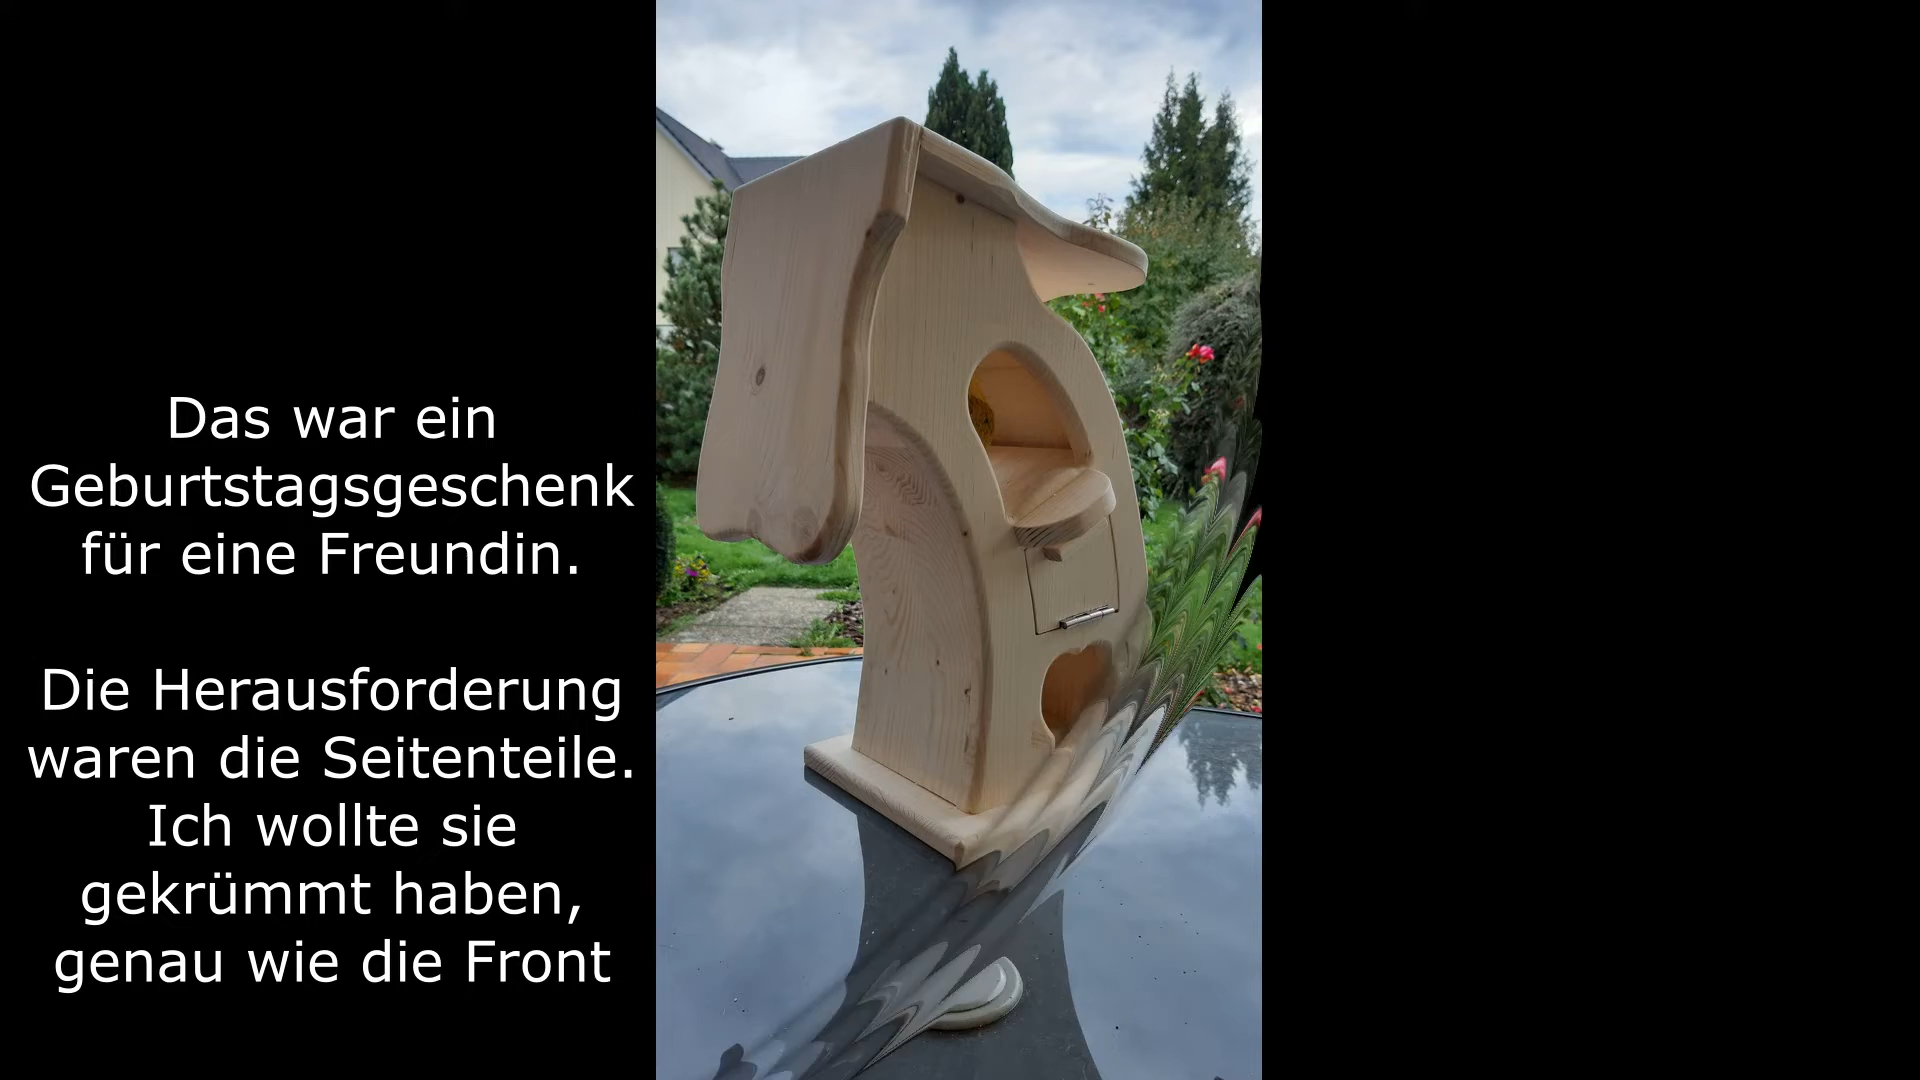 Das war ein
Geburtstagsgeschenk
für eine Freundin.
Die Herausforderung
waren die Seitenteile.
Ich wollte sie
gekrümmt haben,
genau wie die Front